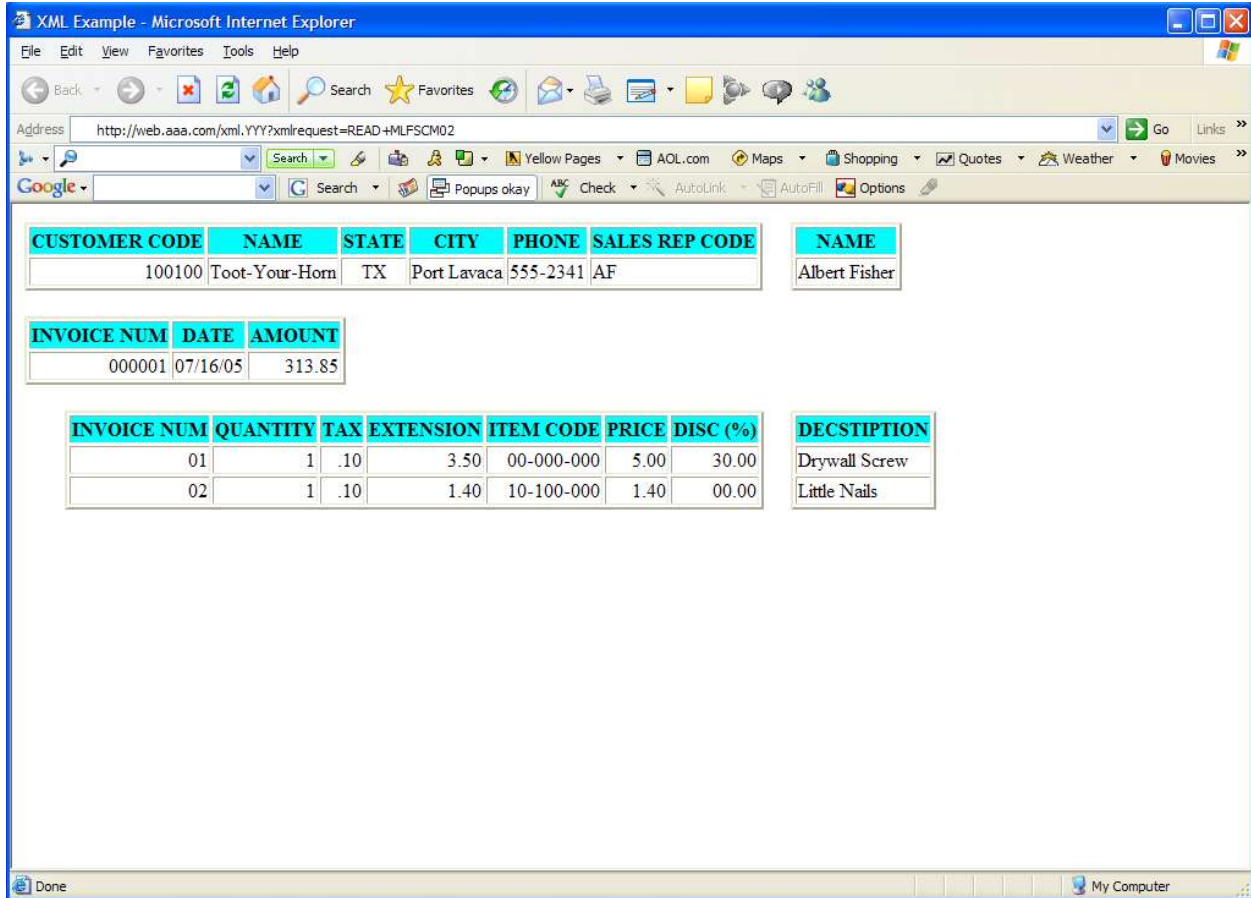 XML Example - Microsoft Internet Explorer
File Edit View Favorites Tools Help
Back Search Favorites
Address http://web.aaa.com/xml.YYY?xmlrequest=READ+MLFSCM02 Go Links »
Search Yellow Pages AOL.com Maps Shopping Quotes Weather Movies »
Google Search Popups okay ABC Check AutoLink AutoFill Options
CUSTOMER CODE NAME STATE CITY PHONE SALES REP CODE NAME
100100 Toot-Your-Horn TX Port Lavaca 555-2341 AF Albert Fisher
INVOICE NUM DATE AMOUNT
000001 07/16/05 313.85
INVOICE NUM QUANTITY TAX EXTENSION ITEM CODE PRICE DISC (%) DECSTIPTION
01 1 .10 3.50 00-000-000 5.00 30.00 Drywall Screw
02 1 .10 1.40 10-100-000 1.40 00.00 Little Nails
Done My Computer